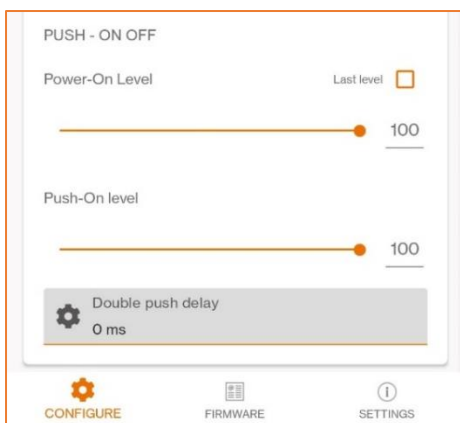 PUSH - ON OFF
Power-On Level Last level
100
Push-On level
100
Double push delay
0 ms
CONFIGURE FIRMWARE SETTINGS